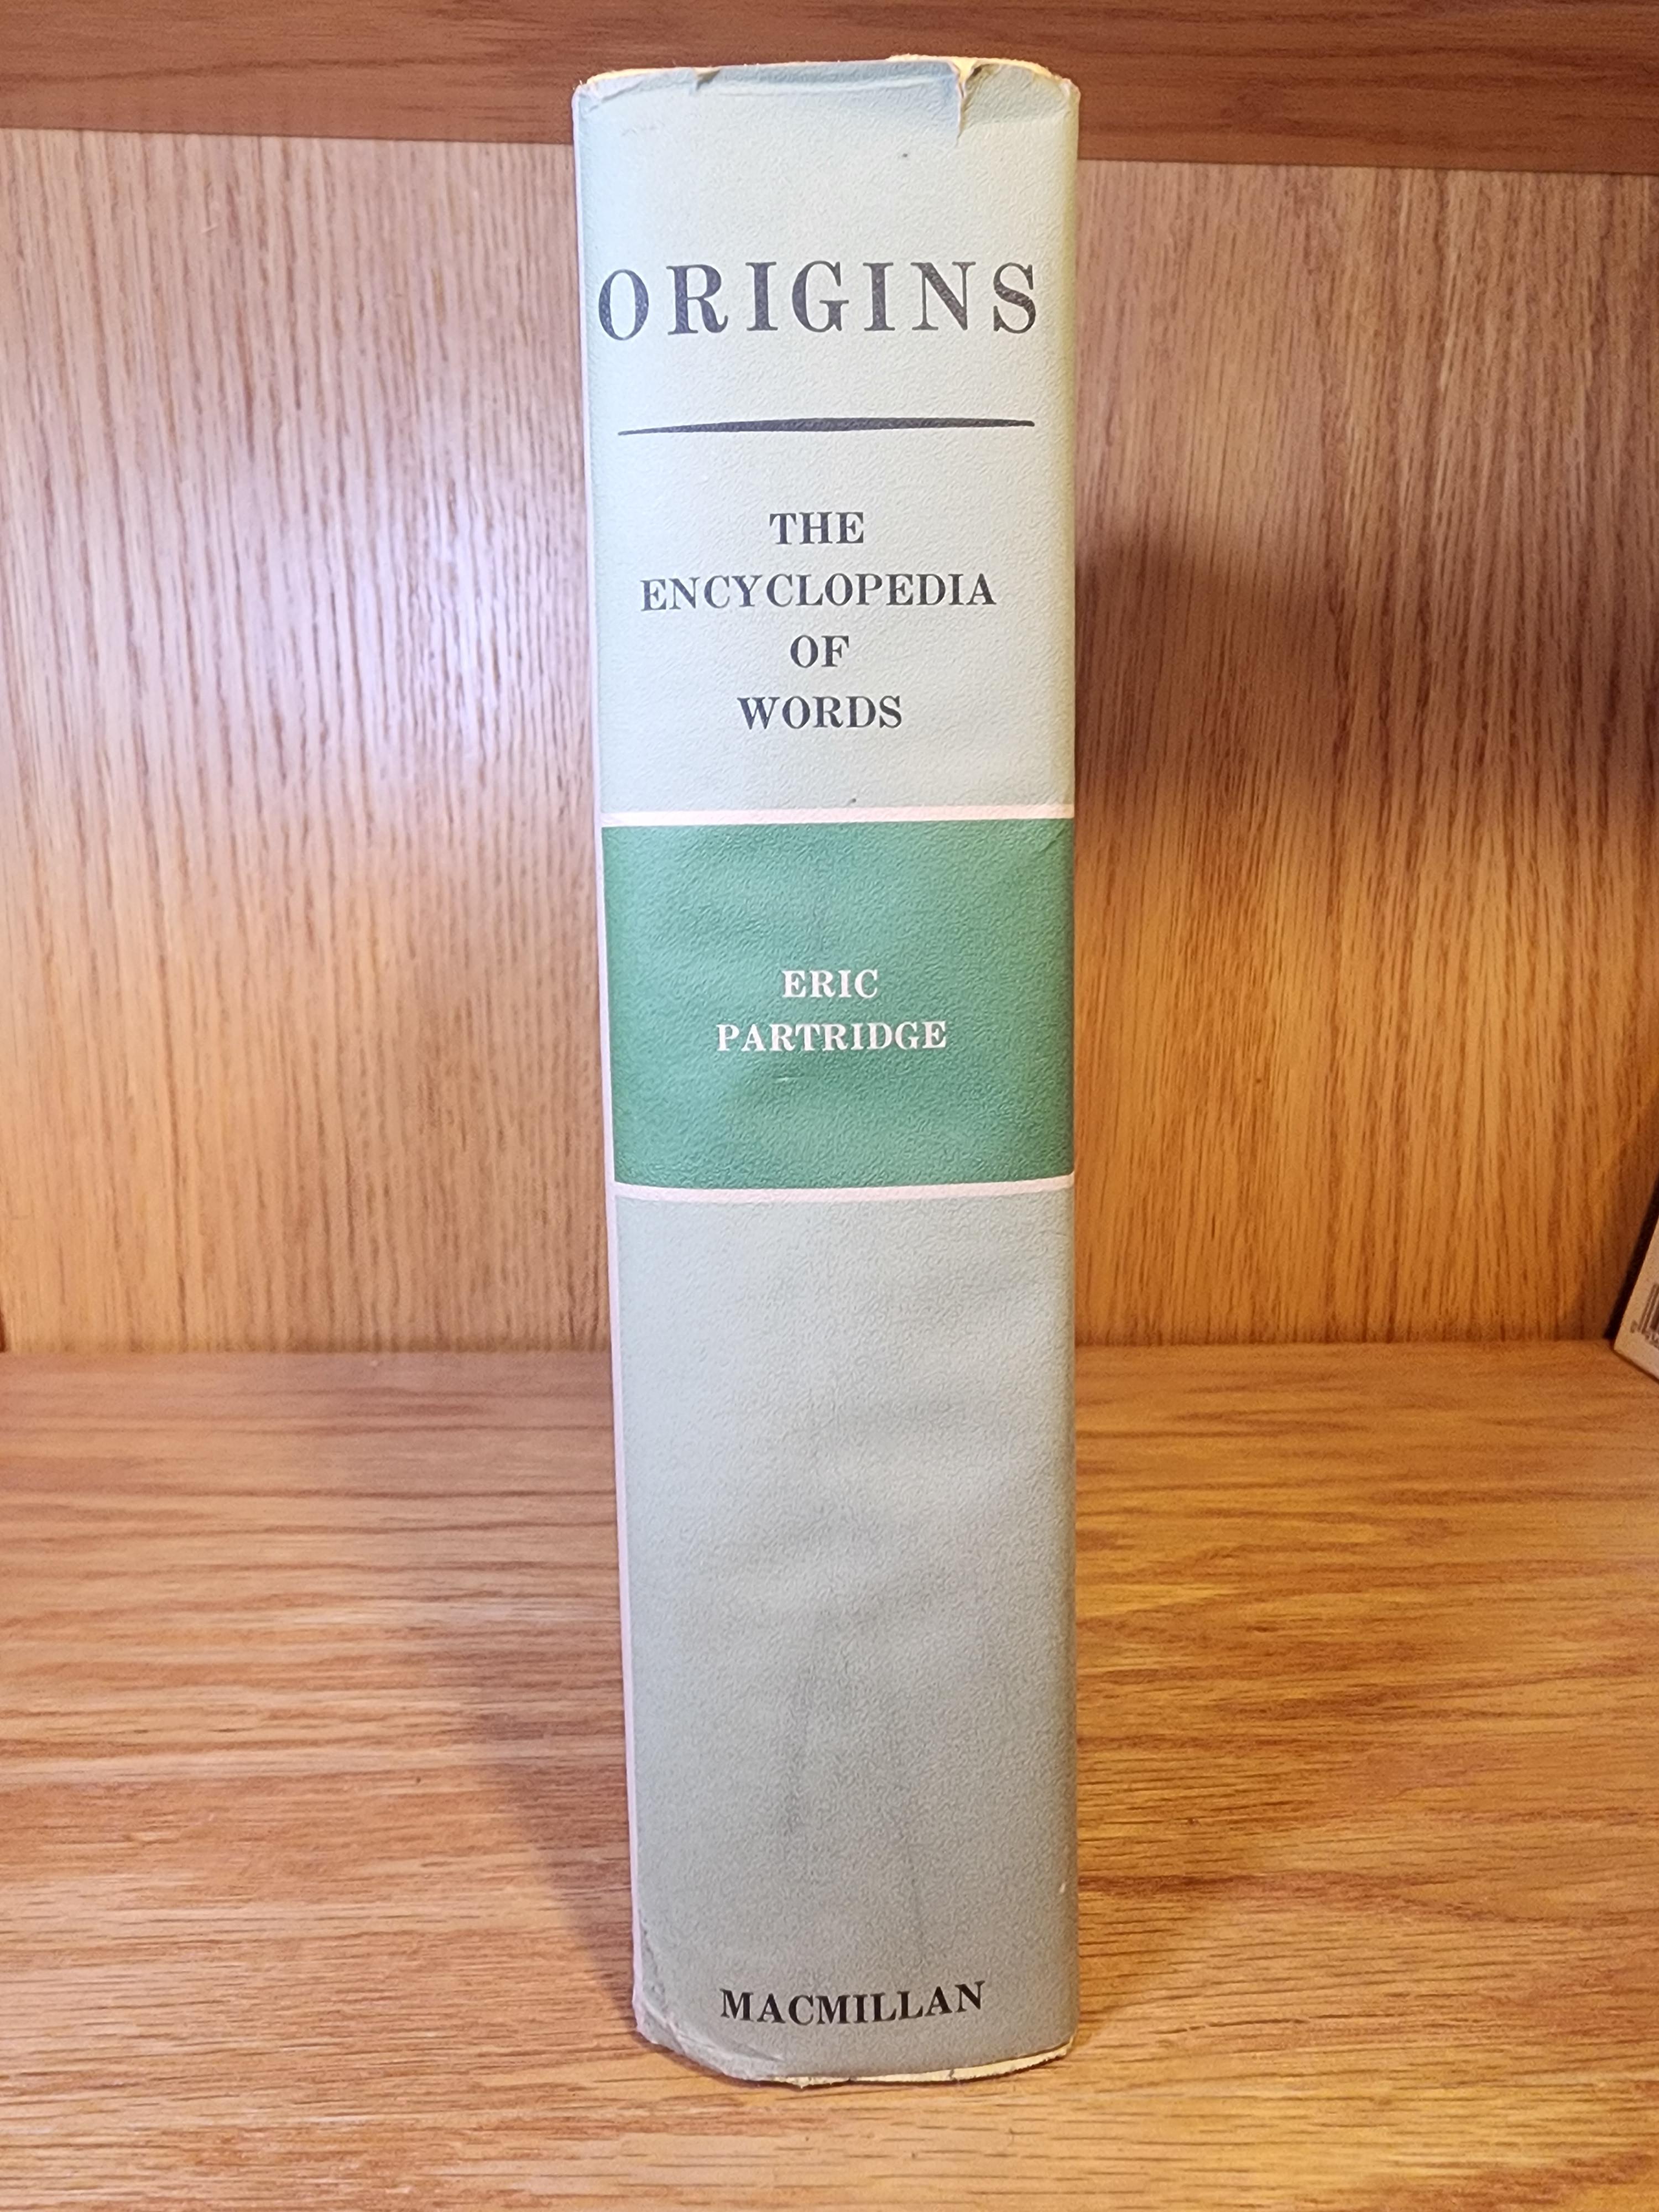 ORIGINS
THE
ENCYCLOPEDIA
OF
WORDS
ERIC
PARTRIDGE
MACMILLAN